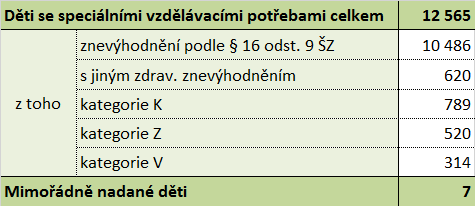 Děti se speciálními vzdělávacími potřebami celkem 12 565
znevýhodnění podle § 16 odst. 9 ŠZ 10 486
s jiným zdrav. znevýhodněním 620
z toho kategorie K 789
kategorie Z 520
kategorie V 314
Mimořádně nadané děti 7